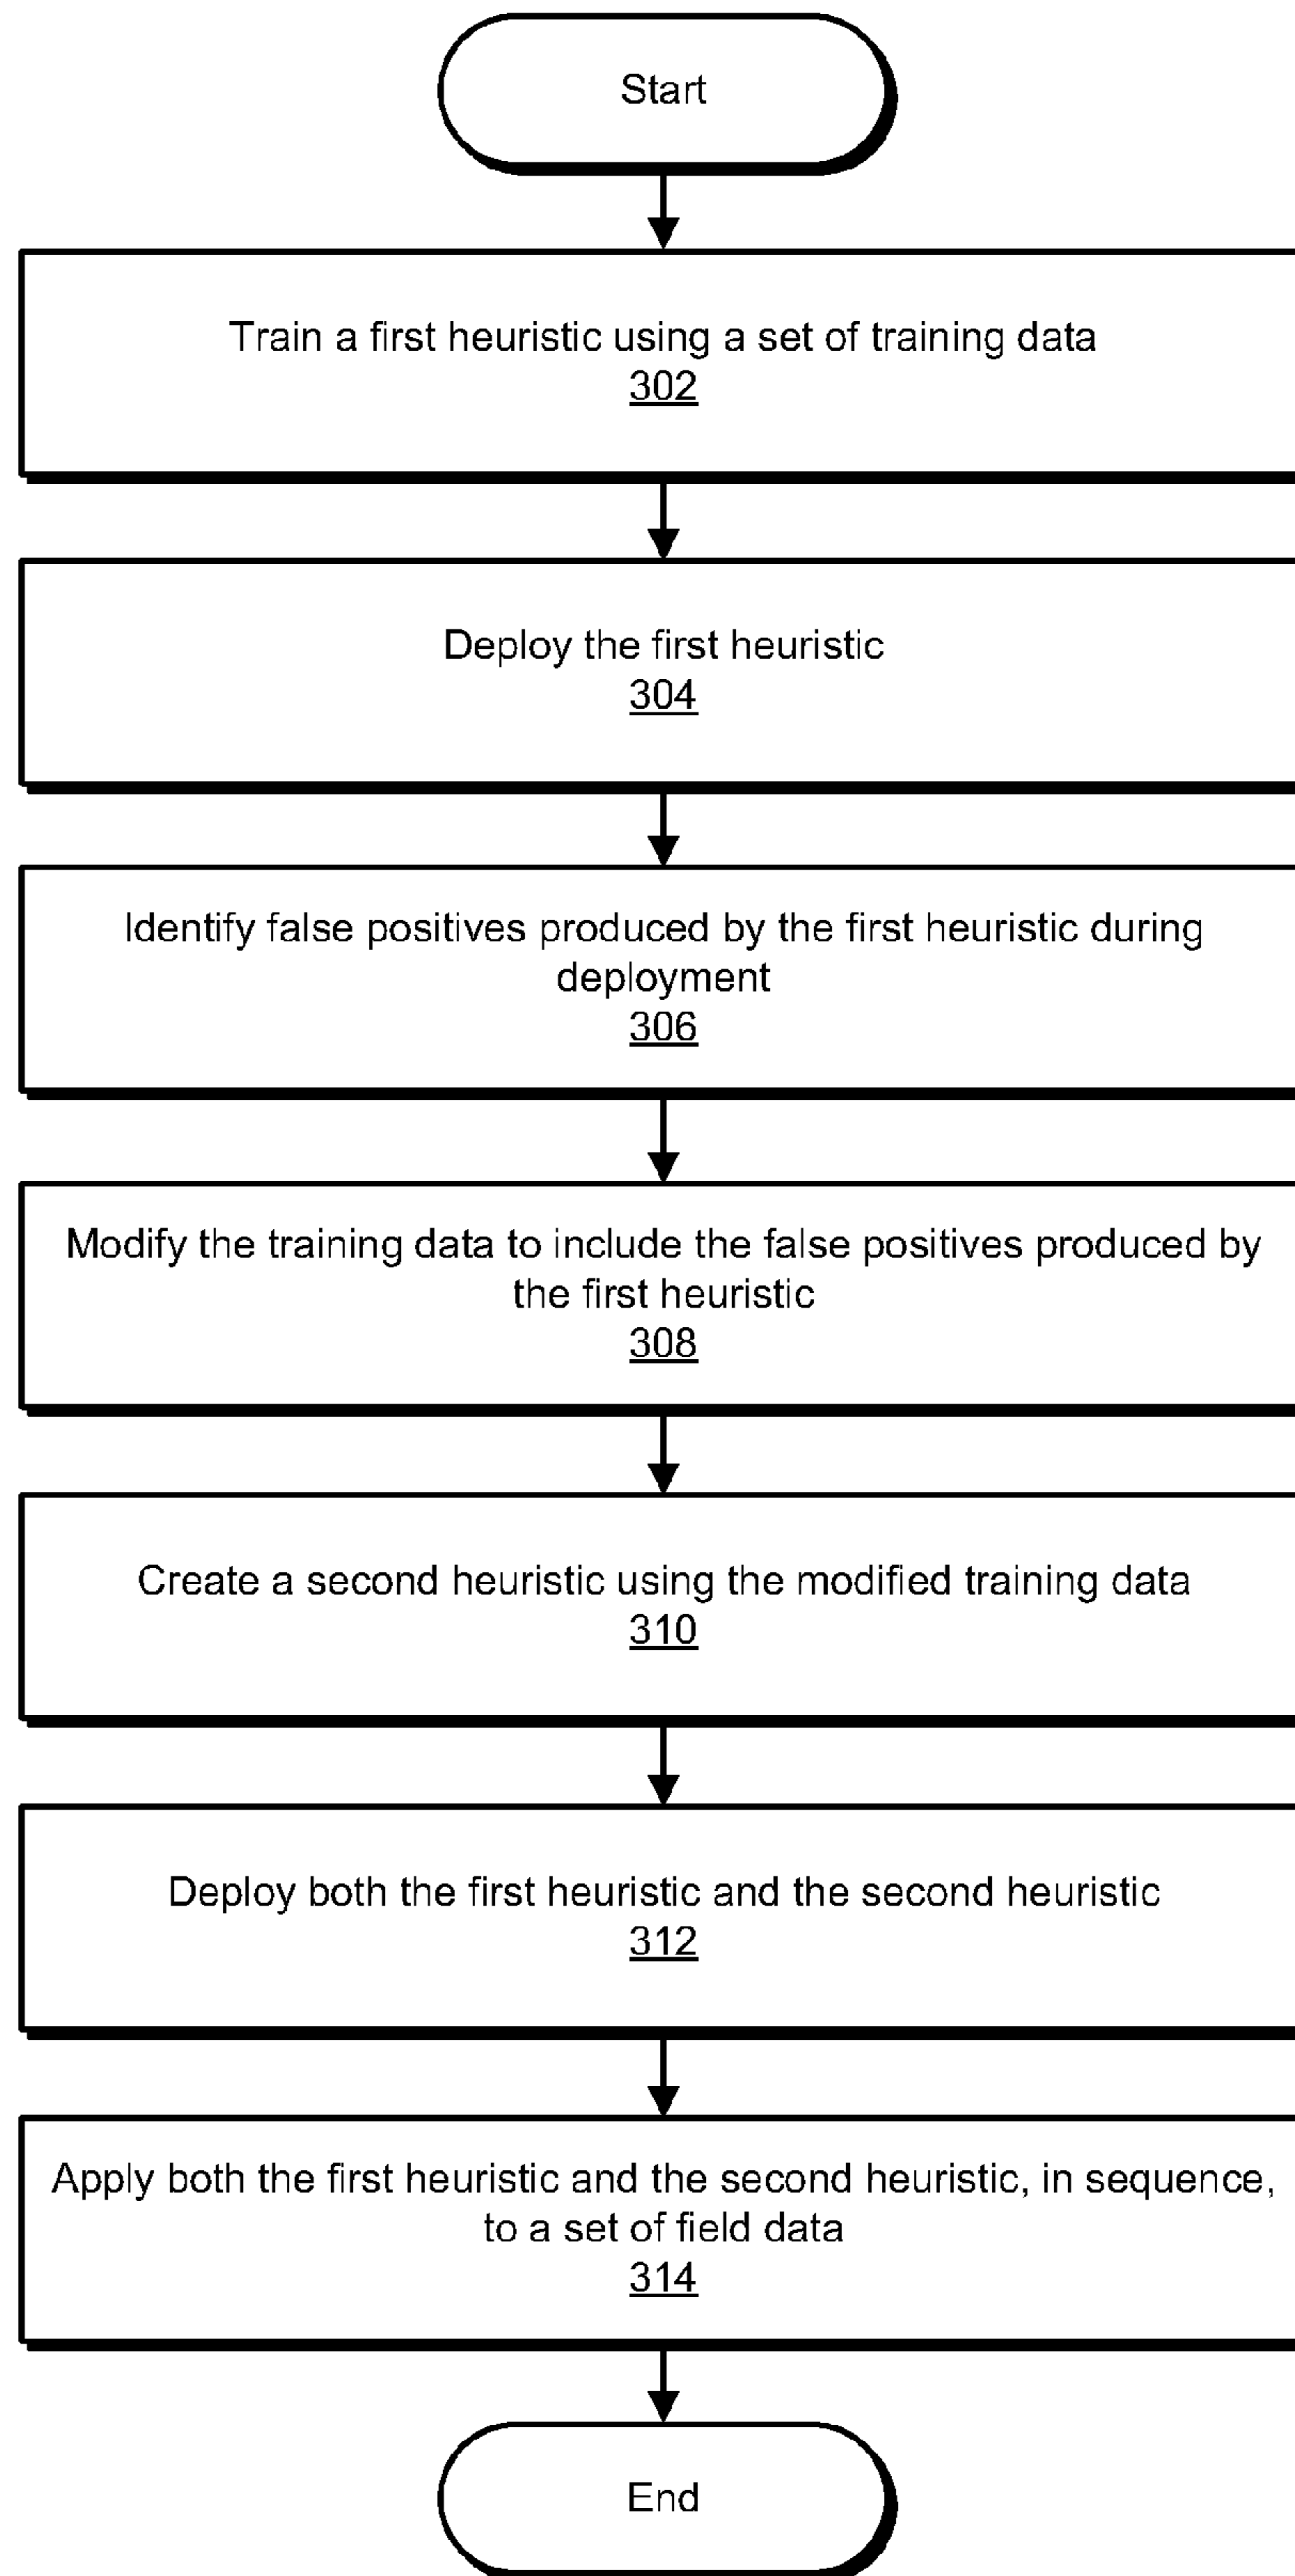 Start
Train a first heuristic using a set of training data
302
Deploy the first heuristic
304
Identify false positives produced by the first heuristic during
deployment
306
Modify the training data to include the false positives produced by
the first heuristic
308
Create a second heuristic using the modified training data
310
Deploy both the first heuristic and the second heuristic
312
Apply both the first heuristic and the second heuristic, in sequence,
to a set of field data
314
End